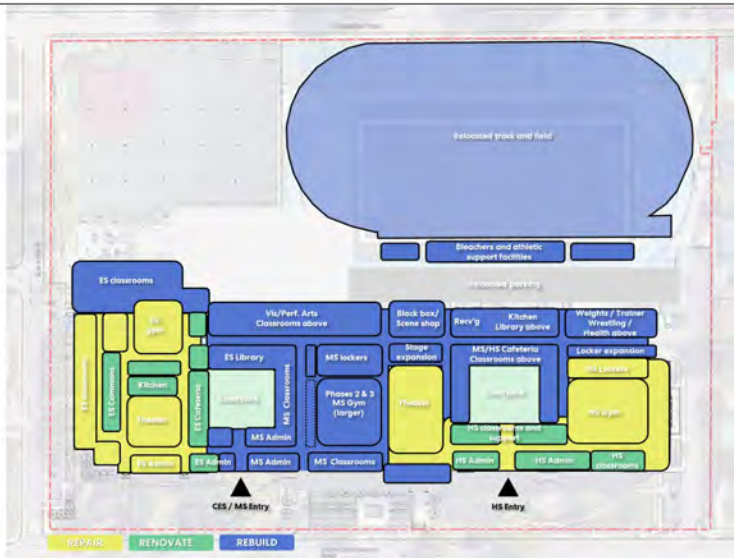 Relocated track and field
Bleachers and athletic
support facilities
Relocated parking
ES classrooms
ES
gym
Vis/Perf. Arts
Classrooms above
Black box/
Scene shop
Recv'g
Kitchen
Library above
Weights / Trainer
Wrestling /
Health above
ES Library
MS lockers
Stage
expansion
MS/HS Cafeteria
Classrooms above
Locker expansion
HS Lockers
ES Classrooms
ES Commons
Kitchen
Theater
ES Cafeteria
Courtyard
MS Classrooms
Phases 2 & 3
MS Gym
(larger)
Theater
Courtyard
HS Gym
HS classrooms and
support
MS Admin
ES Admin
ES Admin
MS Admin
MS Classrooms
HS Admin
HS Admin
HS
classrooms
CES / MS Entry
HS Entry
REPAIR
RENOVATE
REBUILD